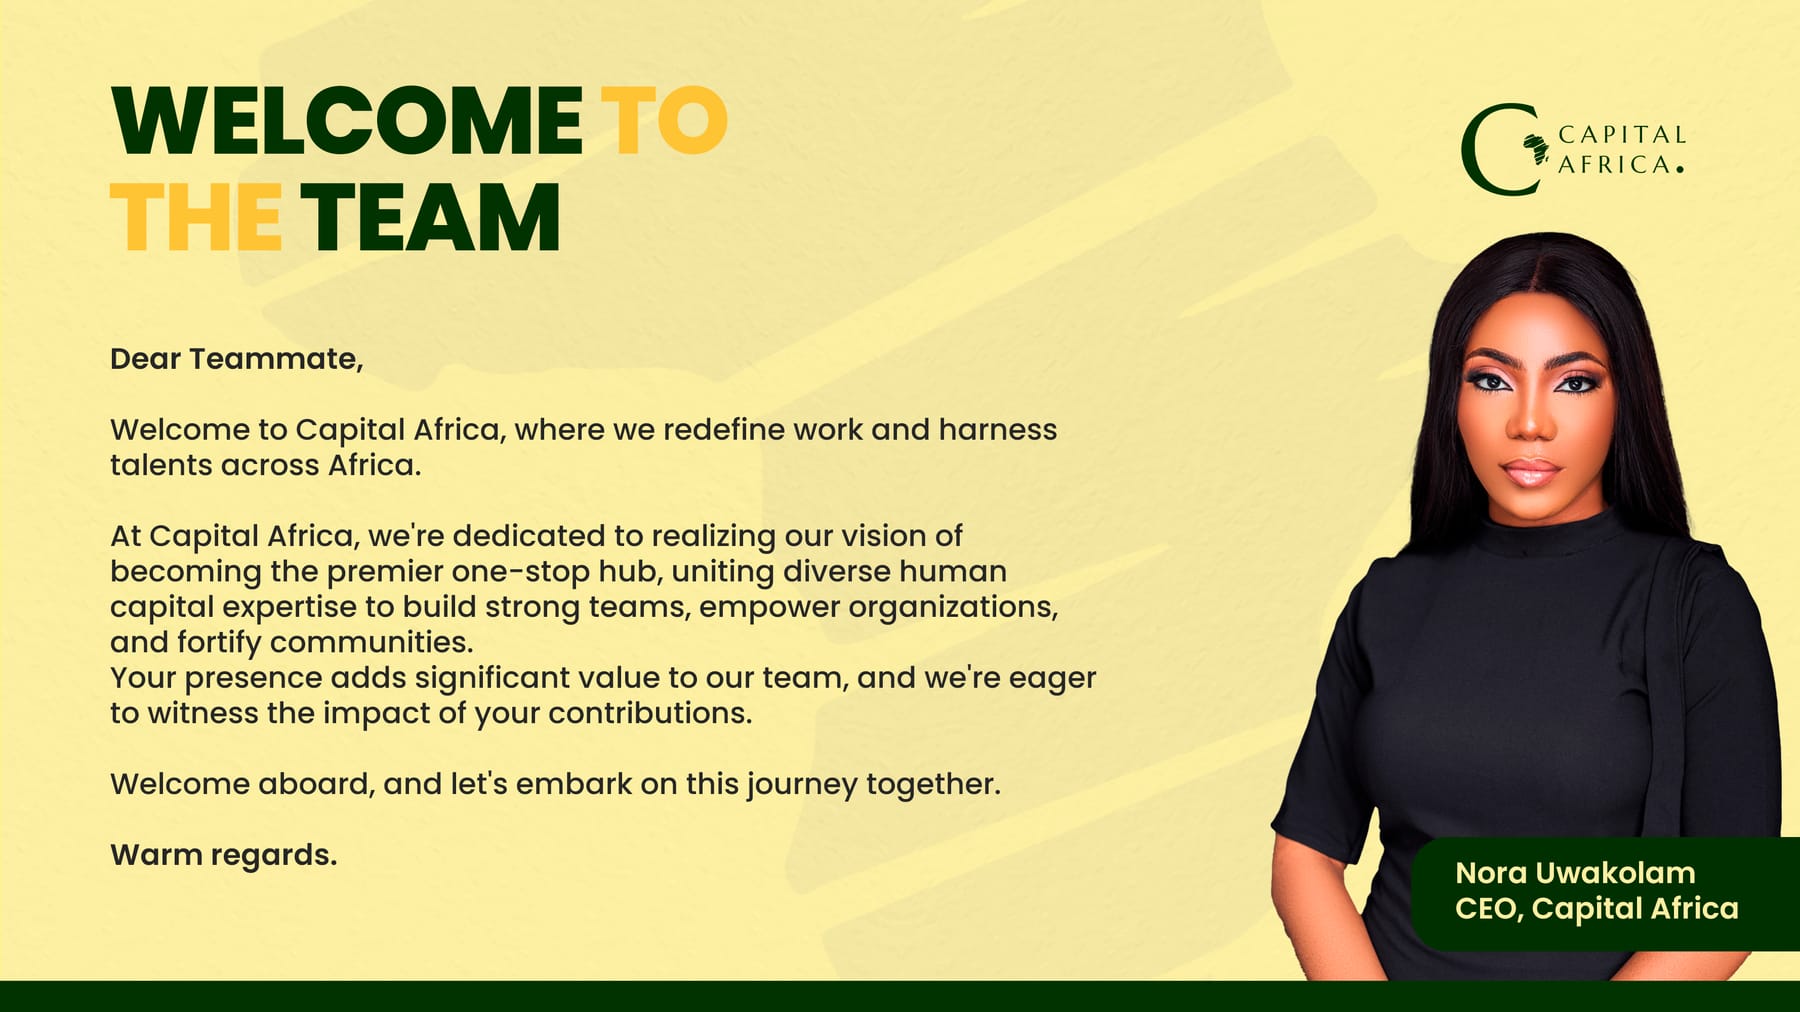 WELCOME TO
THE TEAM
CAPITAL
AFRICA.
Dear Teammate,
Welcome to Capital Africa, where we redefine work and harness
talents across Africa.
At Capital Africa, we're dedicated to realizing our vision of
becoming the premier one-stop hub, uniting diverse human
capital expertise to build strong teams, empower organizations,
and fortify communities.
Your presence adds significant value to our team, and we're eager
to witness the impact of your contributions.
Welcome aboard, and let's embark on this journey together.
Warm regards.
Nora Uwakolam
CEO, Capital Africa